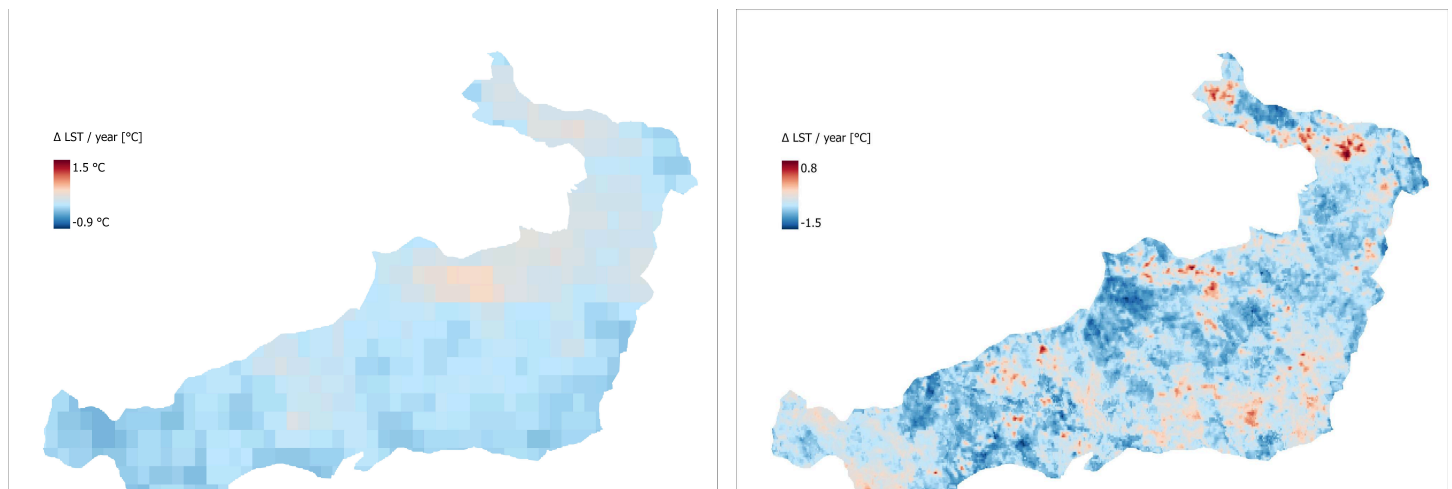 Δ LST / year [°C]
1.5 °C
-0.9 °C
Δ LST / year [°C]
0.8
-1.5